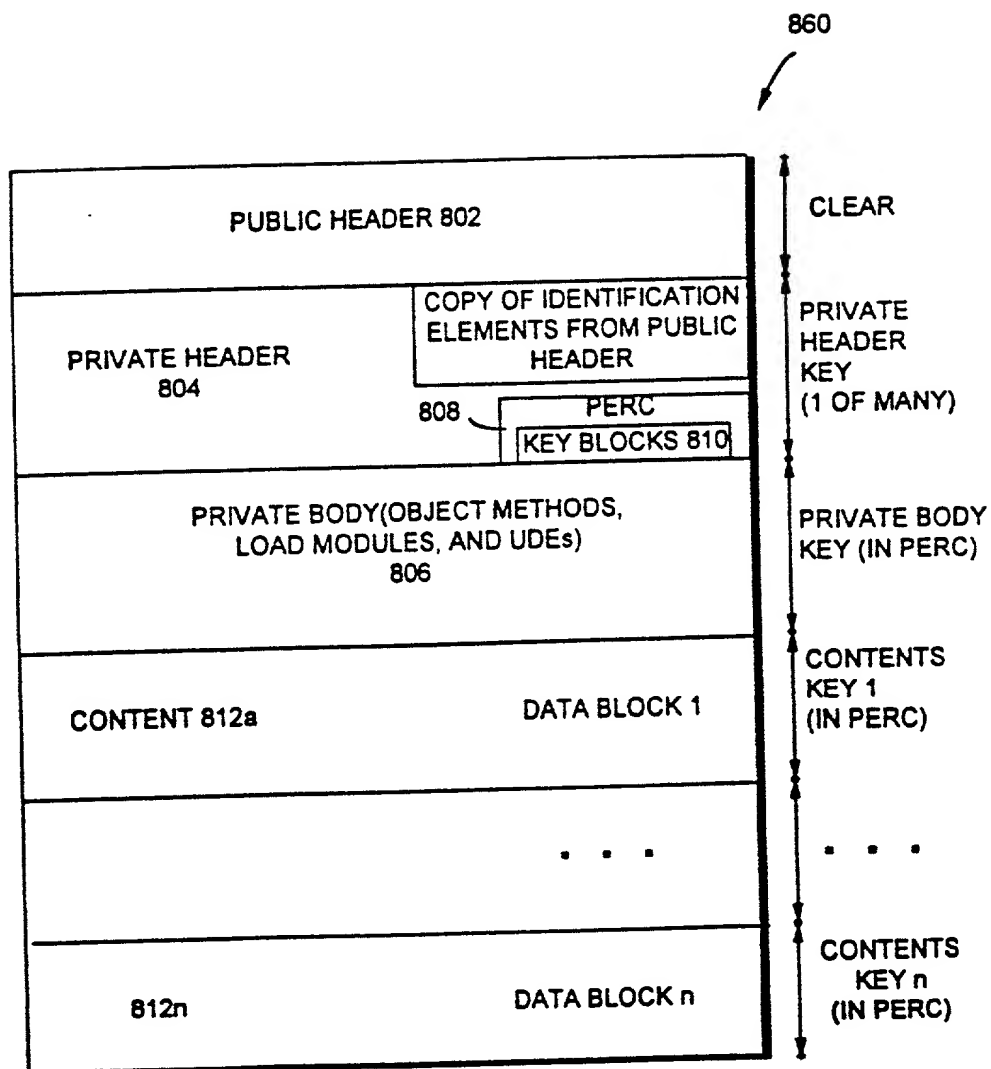 860
PUBLIC HEADER 802
CLEAR
PRIVATE HEADER
804
COPY OF IDENTIFICATION
ELEMENTS FROM PUBLIC
HEADER
808
PERC
KEY BLOCKS 810
PRIVATE
HEADER
KEY
(1 OF MANY)
PRIVATE BODY(OBJECT METHODS,
LOAD MODULES, AND UDEs)
806
PRIVATE BODY
KEY (IN PERC)
CONTENT 812a
DATA BLOCK 1
CONTENTS
KEY 1
(IN PERC)
. . .
. . .
812n
DATA BLOCK n
CONTENTS
KEY n
(IN PERC)